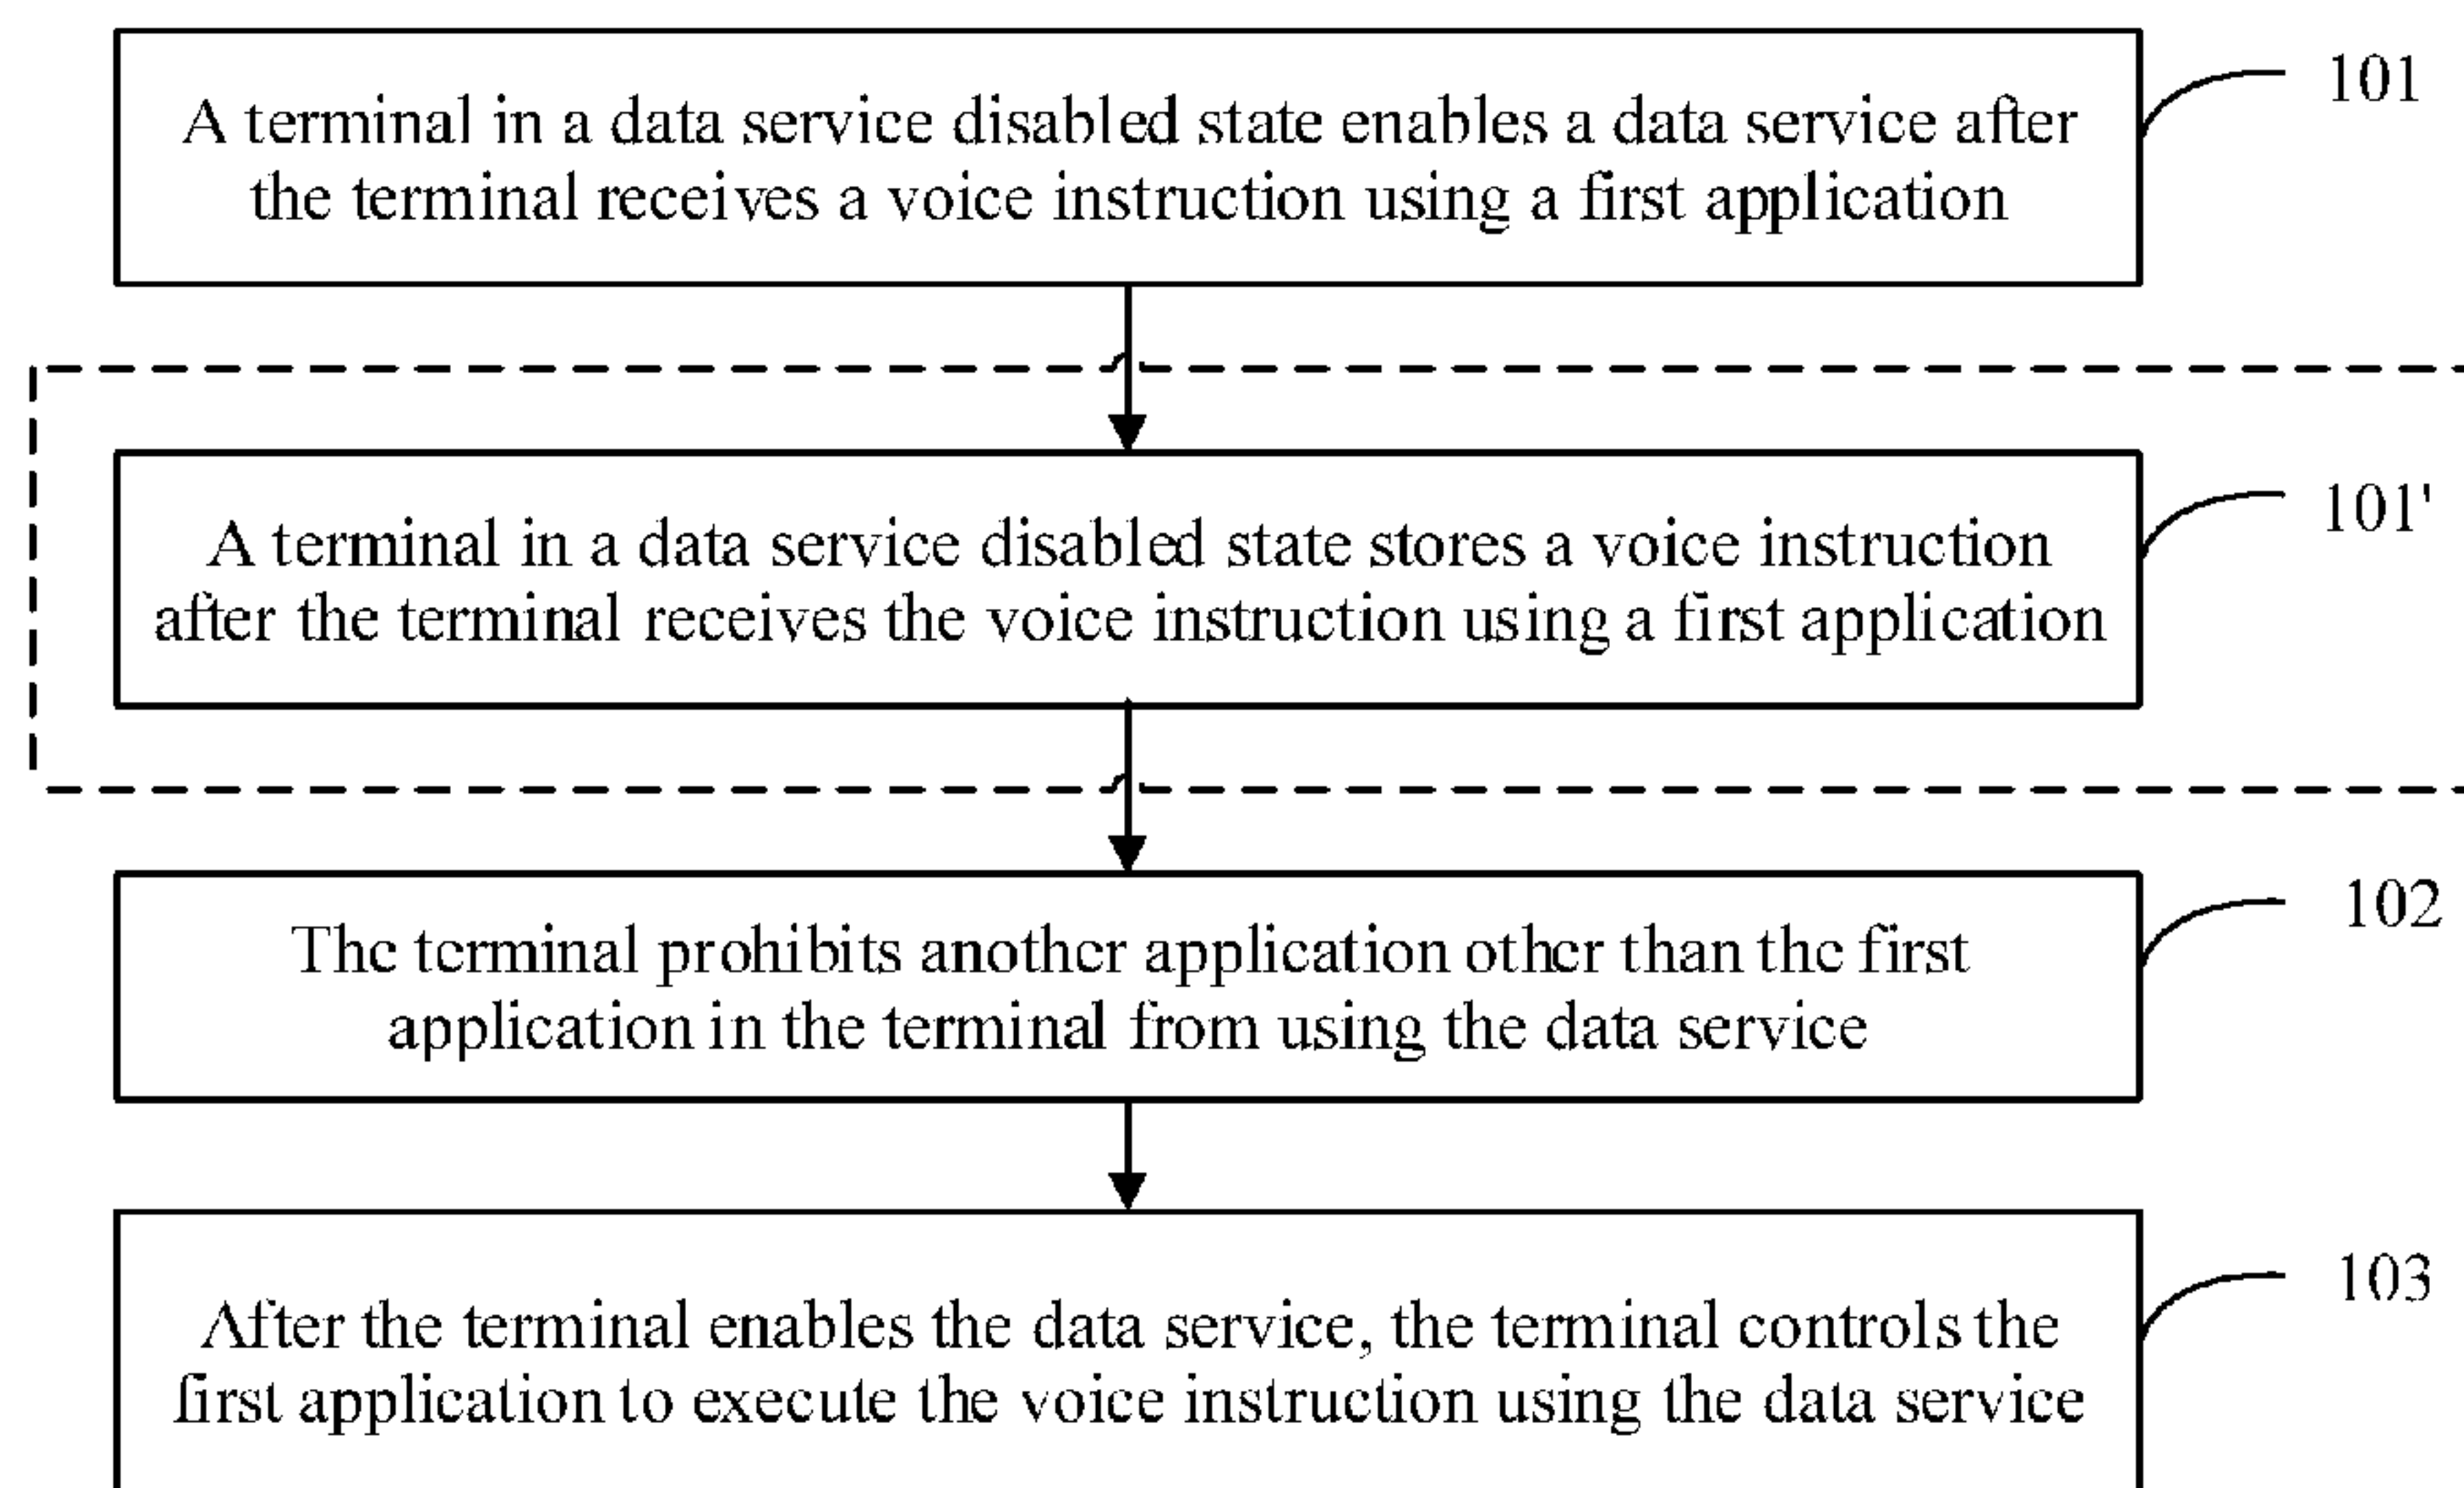 A terminal in a data service disabled state enables a data service after
the terminal receives a voice instruction using a first application
101
A terminal in a data service disabled state stores a voice instruction
after the terminal receives the voice instruction using a first application
101'
The terminal prohibits another application other than the first
application in the terminal from using the data service
102
After the terminal enables the data service, the terminal controls the
first application to execute the voice instruction using the data service
103